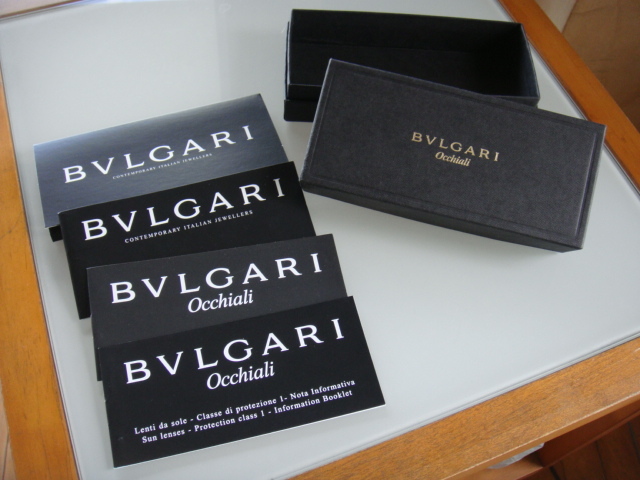 BVLGARI
Occhiali
BVLGARI
CONTEMPORARY ITALIAN JEWELLERS
BVLGARI
CONTEMPORARY ITALIAN JEWELLERS
BVLGARI
Occhiali
BVLGARI
Occhiali
Lenti da sole - Classe di protezione 1- Nota Informativa
Sun lenses - Protection class 1 - Information Booklet